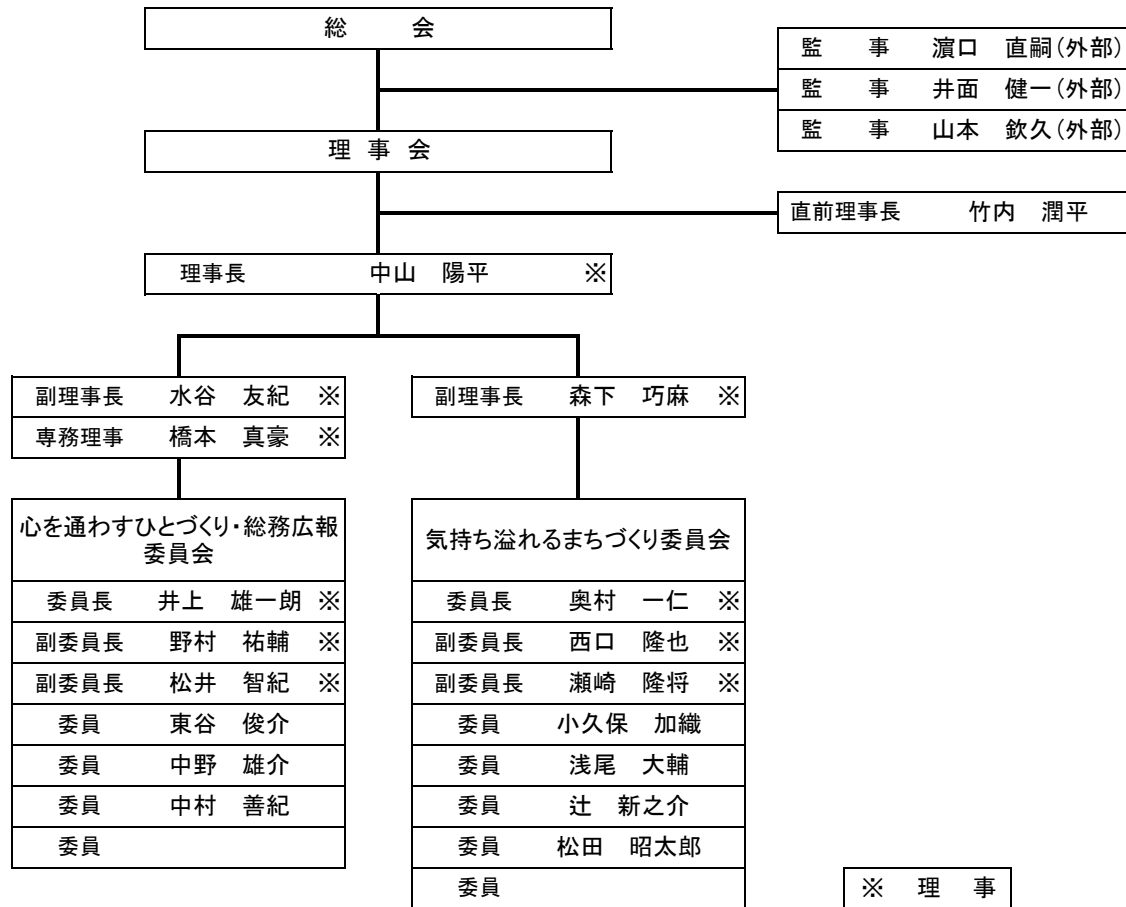 総　会
監　事　濵口　直嗣(外部)
監　事　井面　健一(外部)
監　事　山本　欽久(外部)
理 事 会
直前理事長　竹内　潤平
理事長　中山　陽平　※
副理事長　水谷　友紀　※
専務理事　橋本　真豪　※
心を通わすひとづくり・総務広報
委員会
委員長　井上　雄一朗 ※
副委員長　野村　祐輔　※
副委員長　松井　智紀　※
委員　東谷　俊介
委員　中野　雄介
委員　中村　善紀
委員
副理事長　森下　巧麻　※
気持ち溢れるまちづくり委員会
委員長　奥村　一仁　※
副委員長　西口　隆也　※
副委員長　瀬崎　隆将　※
委員　小久保　加織
委員　浅尾　大輔
委員　辻　新之介
委員　松田　昭太郎
委員
※　理　事